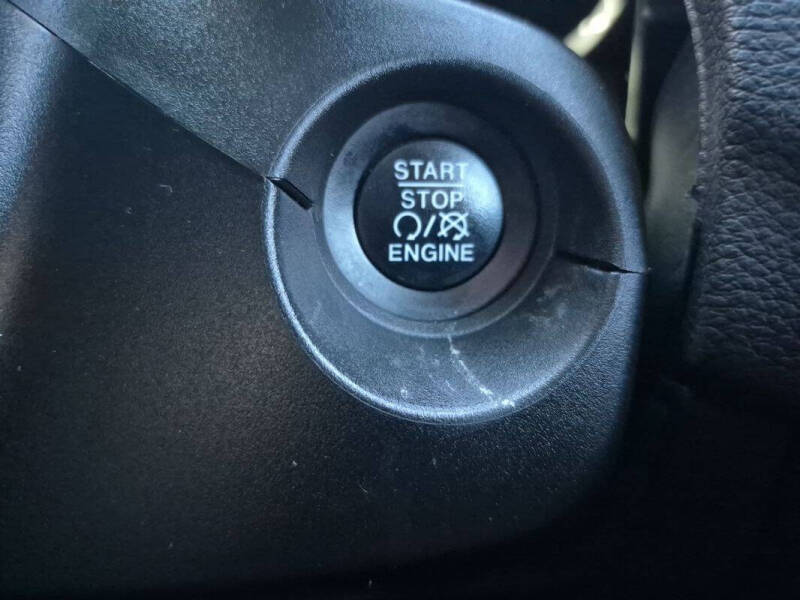 START
STOP
/
ENGINE